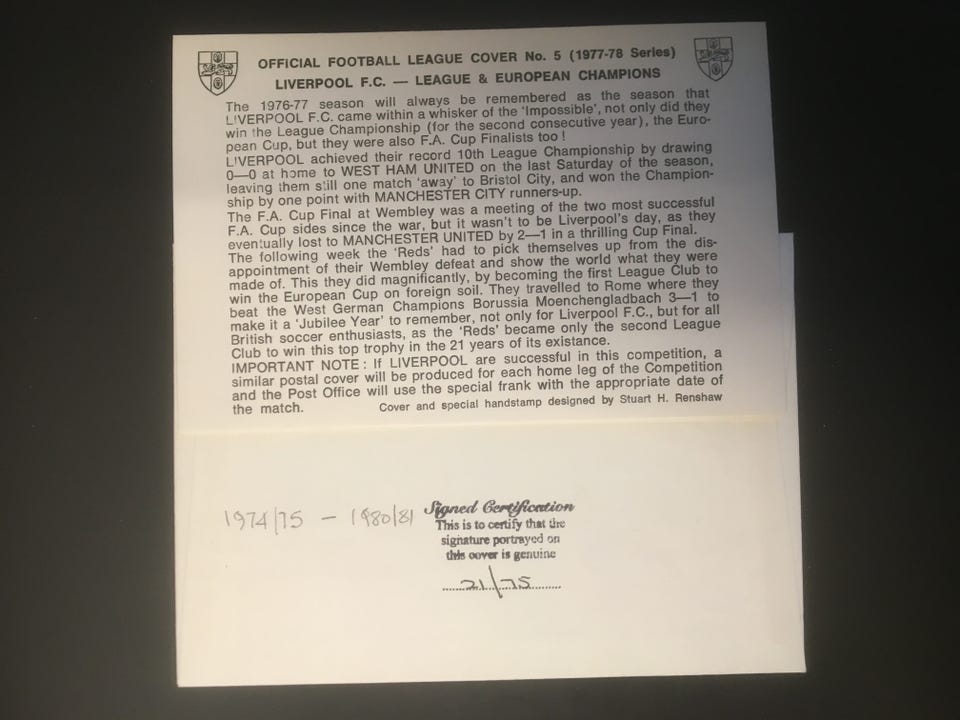 OFFICIAL FOOTBALL LEAGUE COVER No. 5 (1977-78 Series)
LIVERPOOL F.C. — LEAGUE & EUROPEAN CHAMPIONS
The 1976-77 season will always be remembered as the season that
LIVERPOOL F.C. came within a whisker of the 'Impossible', not only did they
win the League Championship (for the second consecutive year), the Euro-
pean Cup, but they were also F.A. Cup Finalists too !
LIVERPOOL achieved their record 10th League Championship by drawing
0—0 at home to WEST HAM UNITED on the last Saturday of the season,
leaving them still one match 'away' to Bristol City, and won the Champion-
ship by one point with MANCHESTER CITY runners-up.
The F.A. Cup Final at Wembley was a meeting of the two most successful
F.A. Cup sides since the war, but it wasn't to be Liverpool's day, as they
eventually lost to MANCHESTER UNITED by 2—1 in a thrilling Cup Final.
The following week the 'Reds' had to pick themselves up from the dis-
appointment of their Wembley defeat and show the world what they were
made of. This they did magnificently, by becoming the first League Club to
win the European Cup on foreign soil. They travelled to Rome where they
beat the West German Champions Borussia Moenchengladbach 3—1 to
make it a 'Jubilee Year' to remember, not only for Liverpool F.C., but for all
British soccer enthusiasts, as the 'Reds' became only the second League
Club to win this top trophy in the 21 years of its existance.
IMPORTANT NOTE : If LIVERPOOL are successful in this competition, a
similar postal cover will be produced for each home leg of the Competition
and the Post Office will use the special frank with the appropriate date of
the match. Cover and special handstamp designed by Stuart H. Renshaw
1974/75 – 1980/81
Signed Certification
This is to certify that the
signature portrayed on
this cover is genuine
21/75